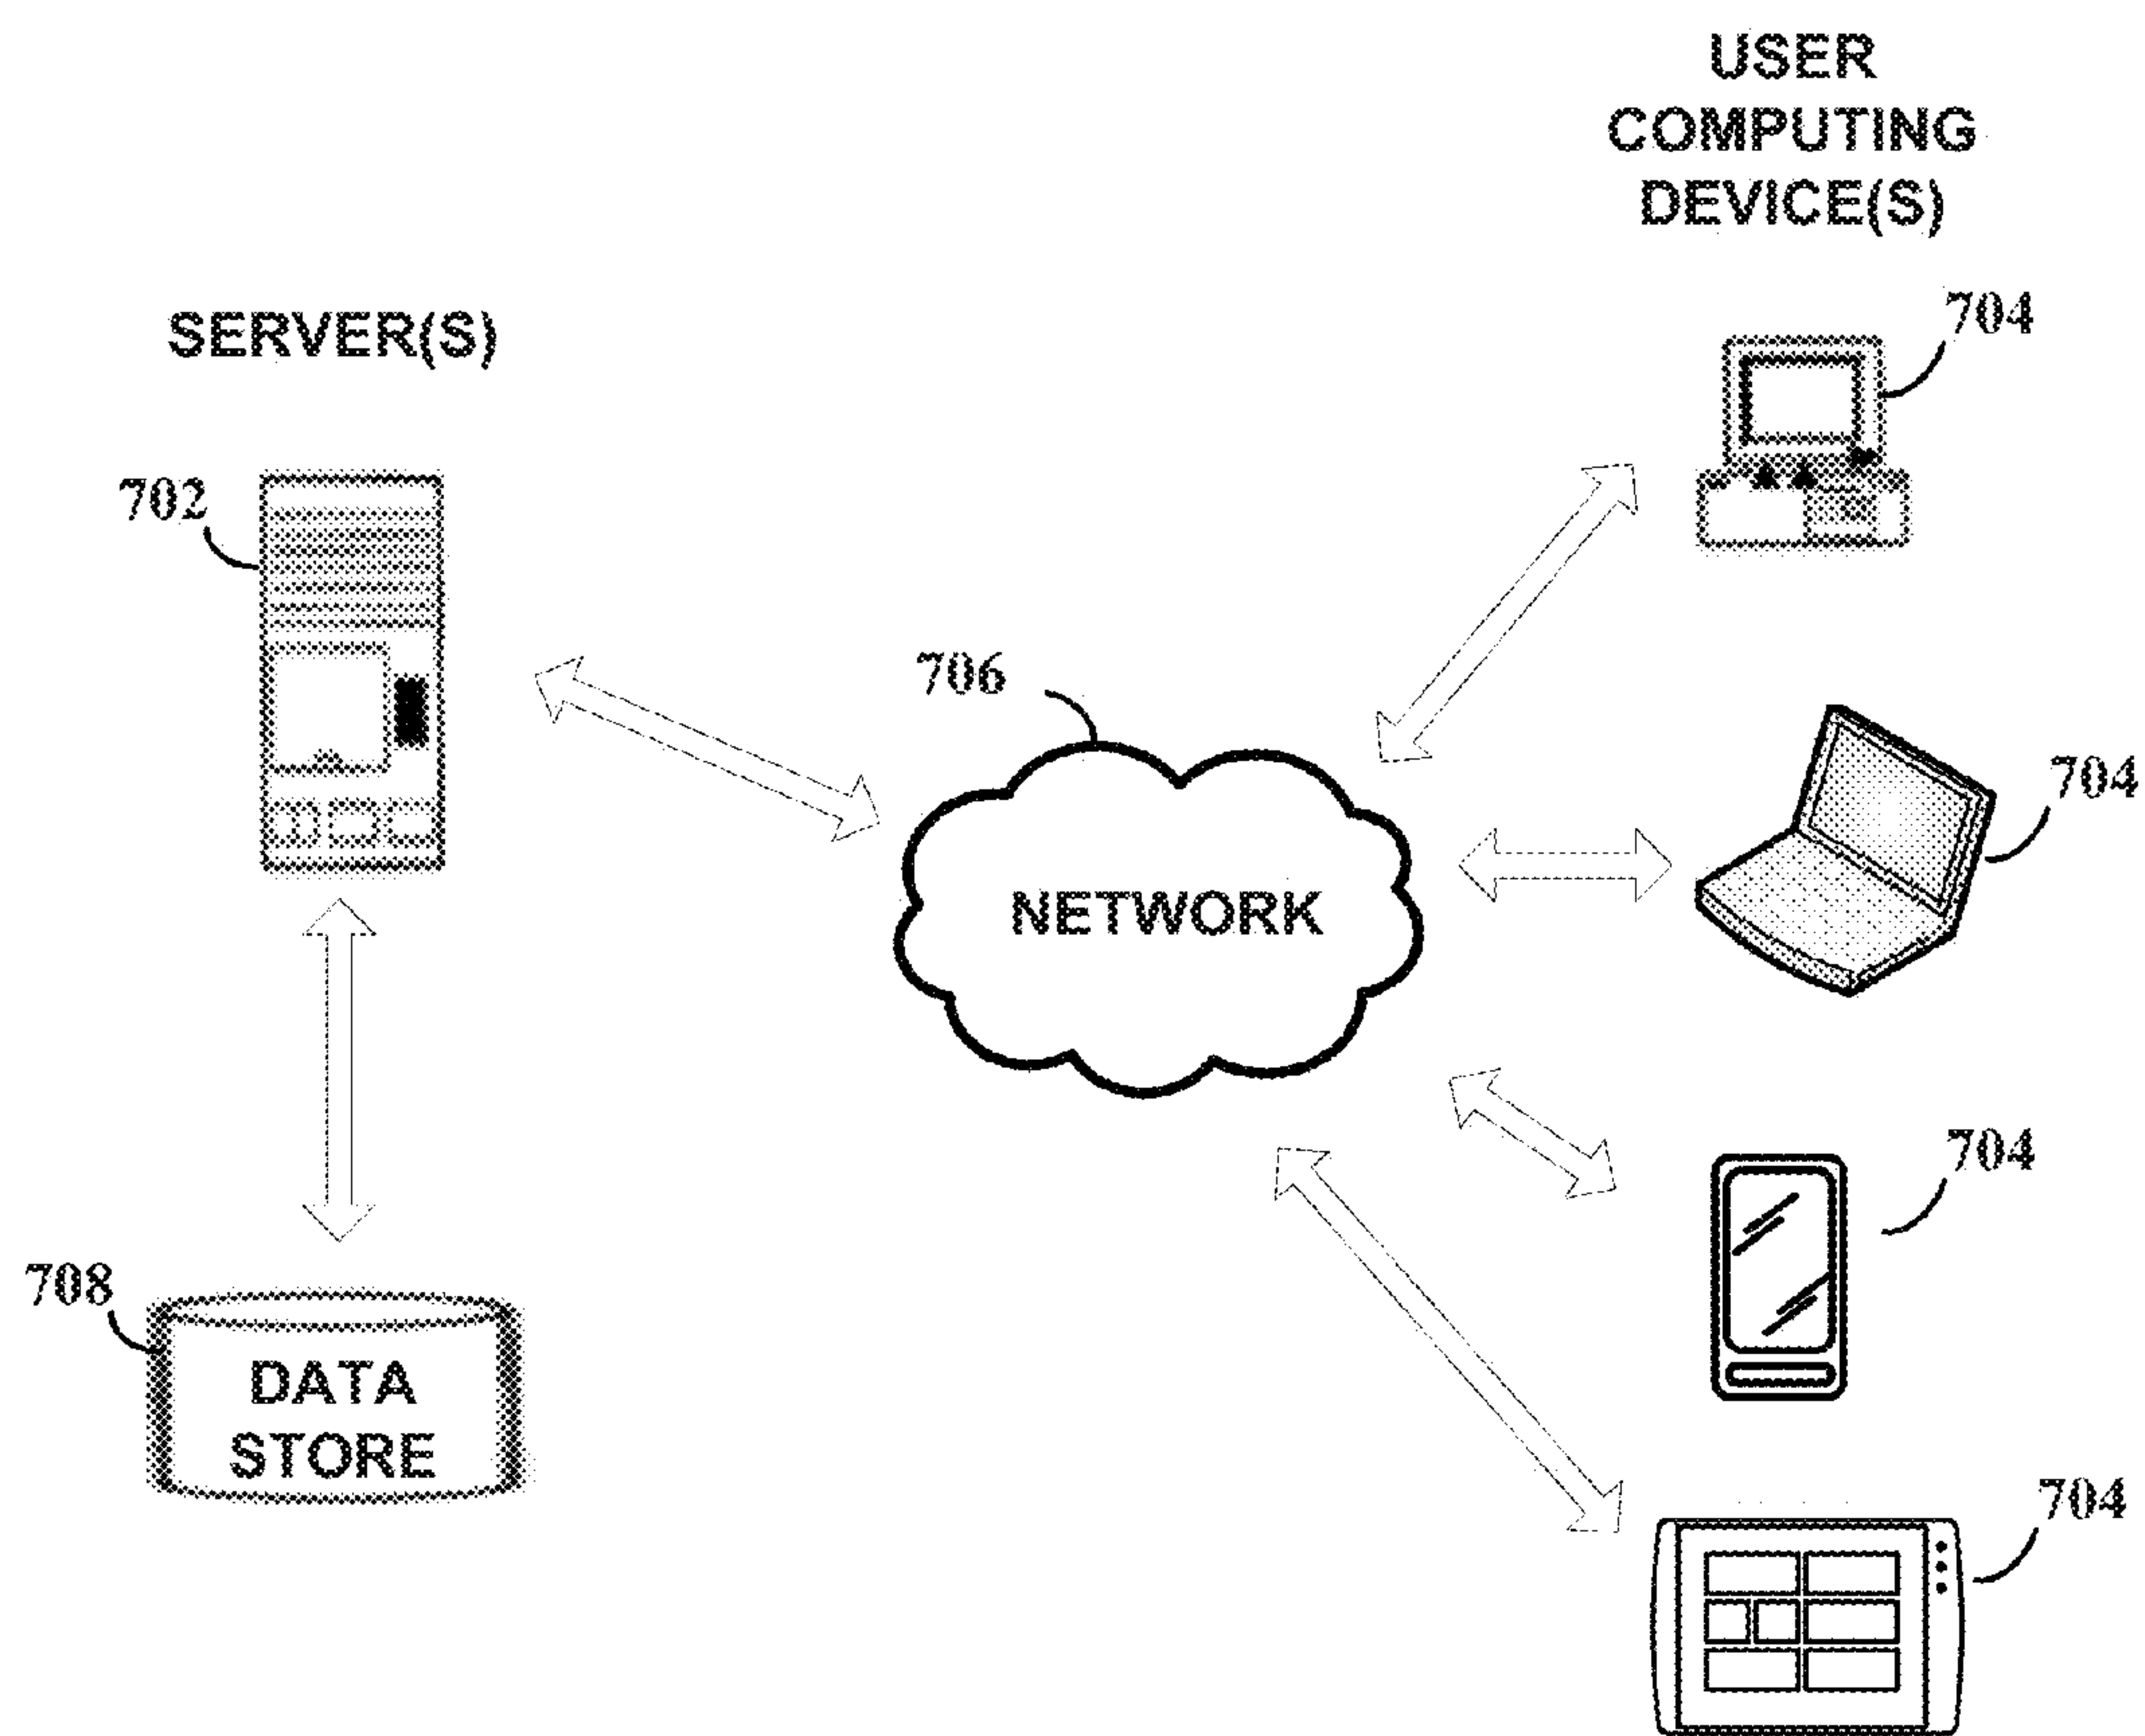 USER
COMPUTING
DEVICE(S)
704
SERVER(S)
702
706
704
NETWORK
704
708
DATA
STORE
704